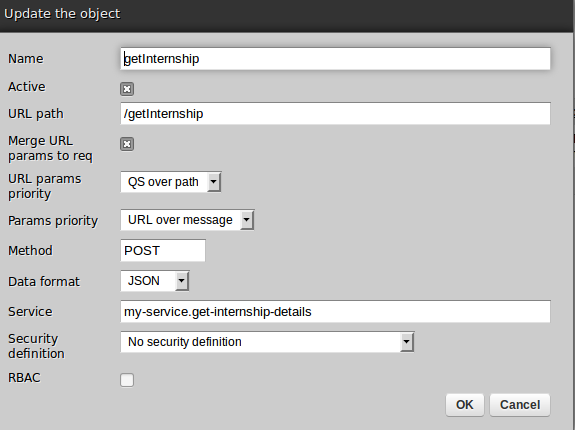 Update the object
Name getInternship
Active
URL path /getInternship
Merge URL
params to req
URL params
priority QS over path
Params priority URL over message
Method POST
Data format JSON
Service my-service.get-internship-details
Security
definition No security definition
RBAC
OK Cancel